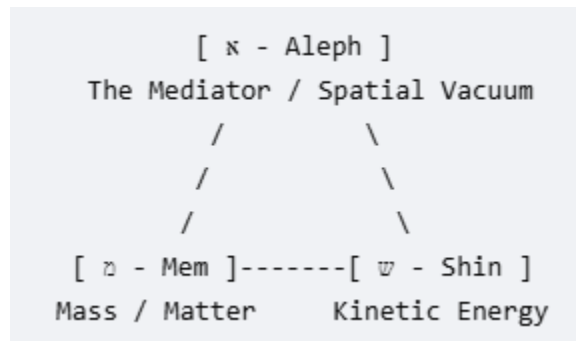 [ א - Aleph ]
The Mediator / Spatial Vacuum
/ \
/ \
/ \
[ מ - Mem ]-------[ ש - Shin ]
Mass / Matter Kinetic Energy